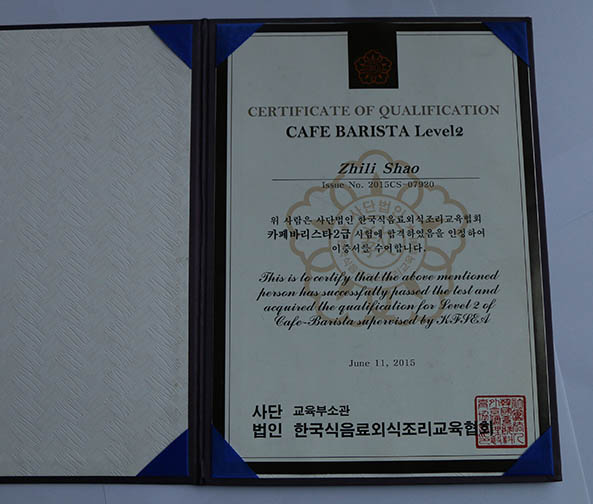 CERTIFICATE OF QUALIFICATION
CAFE BARISTA Level2
Zhili Shao
Issue No. 2015CS-07920
위 사람은 사단법인 한국식음료외식조리교육협회
카페바리스타2급 시험에 합격하였음을 인정하여
이증서를 수여합니다.
This is to certify that the above mentioned
person has successfully passed the test and
acquired the qualification for Level 2 of
Cafe-Barista supervised by KFSEA
June 11, 2015
사단 교육부소관
법인 한국식음료외식조리교육협회